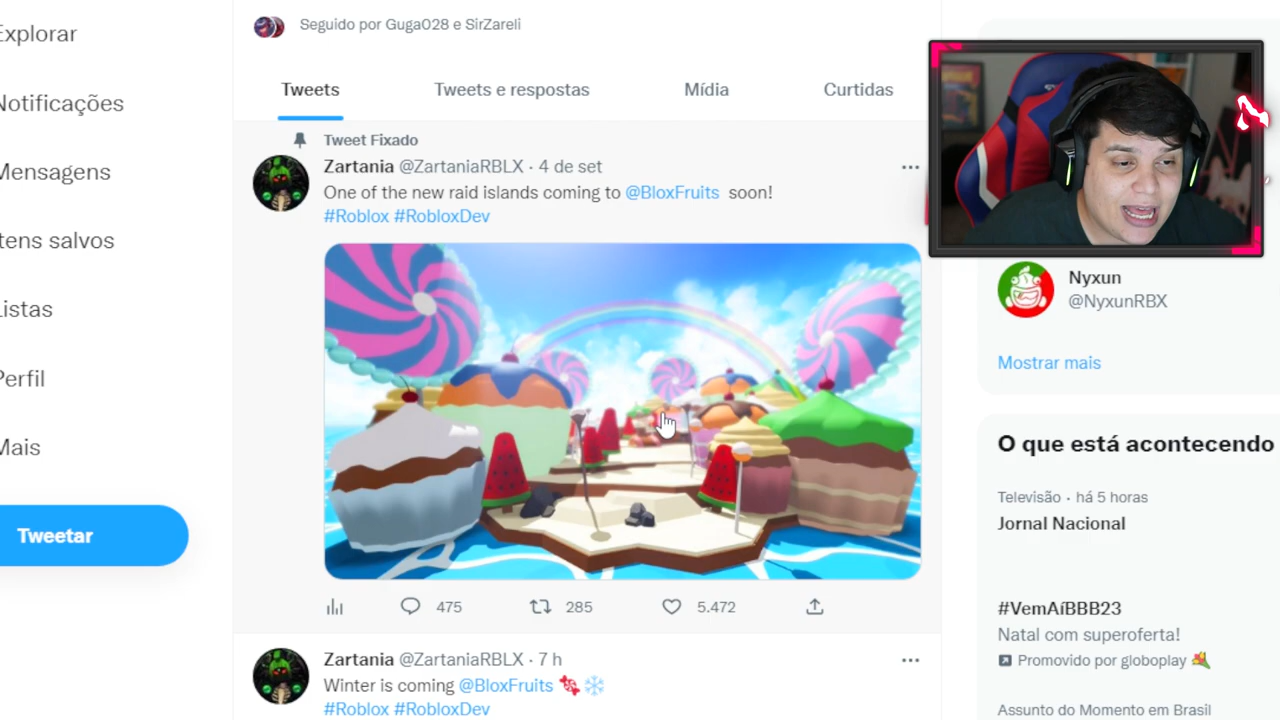 Explorar
Notificações
Mensagens
Itens salvos
Listas
Perfil
Mais
Tweetar
Seguido por Guga028 e SirZareli
Tweets Tweets e respostas Mídia Curtidas
Tweet Fixado
Zartania @ZartaniaRBLX · 4 de set
One of the new raid islands coming to @BloxFruits soon!
#Roblox #RobloxDev
475 285 5.472
Zartania @ZartaniaRBLX · 7 h
Winter is coming @BloxFruits 🍬❄️
#Roblox #RobloxDev
Nyxun
@NyxunRBX
Mostrar mais
O que está acontecendo
Televisão · há 5 horas
Jornal Nacional
#VemAíBBB23
Natal com superoferta!
Promovido por globoplay 💐
Assunto do Momento em Brasil